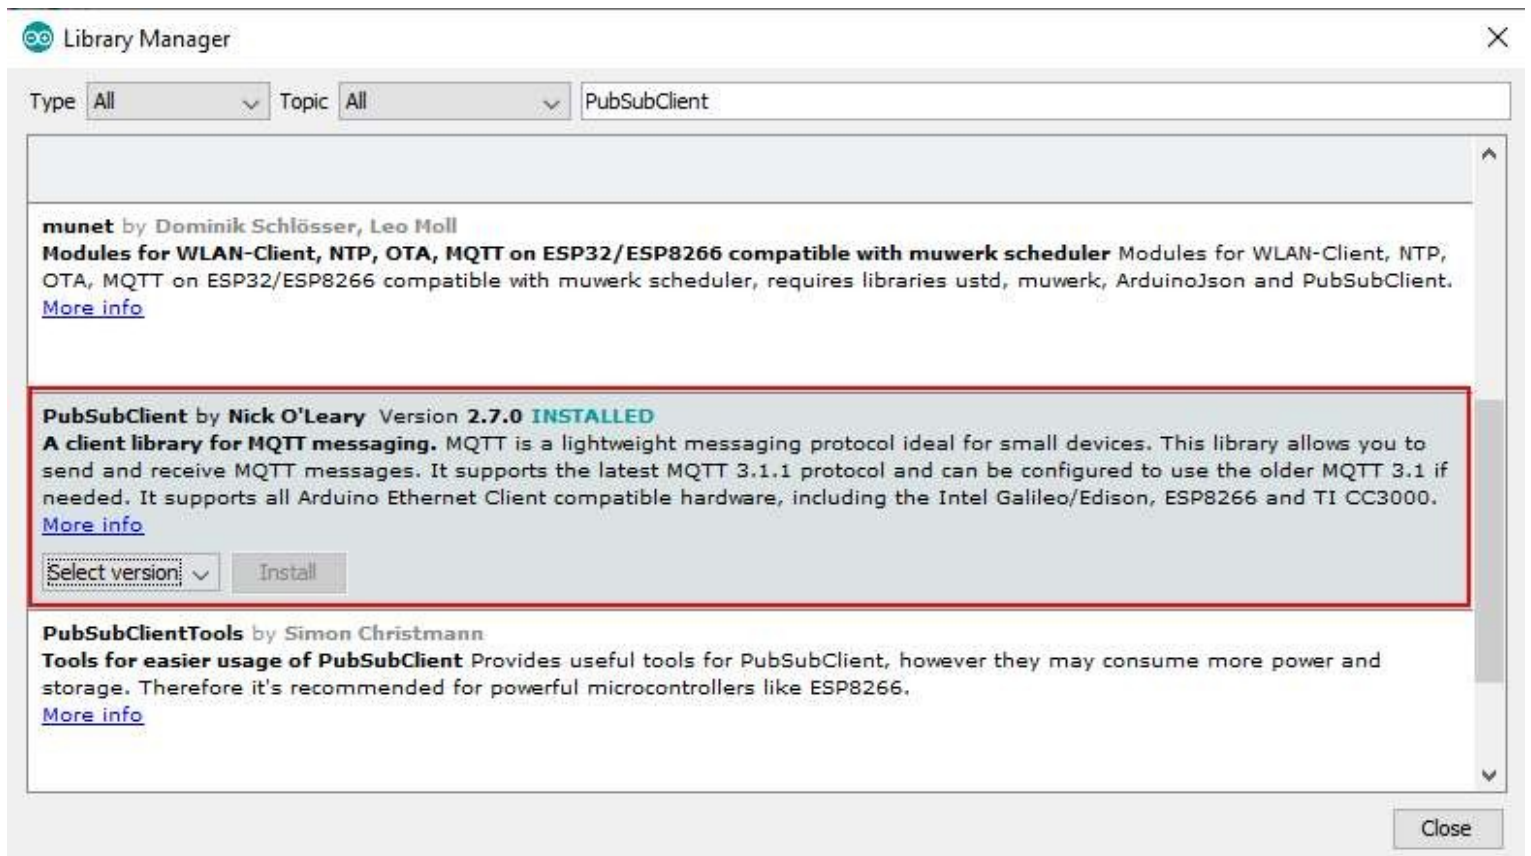 Library Manager
Type All Topic All PubSubClient
munet by Dominik Schlösser, Leo Moll
Modules for WLAN-Client, NTP, OTA, MQTT on ESP32/ESP8266 compatible with muwerk scheduler Modules for WLAN-Client, NTP,
OTA, MQTT on ESP32/ESP8266 compatible with muwerk scheduler, requires libraries ustd, muwerk, ArduinoJson and PubSubClient.
More info
PubSubClient by Nick O'Leary Version 2.7.0 INSTALLED
A client library for MQTT messaging. MQTT is a lightweight messaging protocol ideal for small devices. This library allows you to
send and receive MQTT messages. It supports the latest MQTT 3.1.1 protocol and can be configured to use the older MQTT 3.1 if
needed. It supports all Arduino Ethernet Client compatible hardware, including the Intel Galileo/Edison, ESP8266 and TI CC3000.
More info
Select version Install
PubSubClientTools by Simon Christmann
Tools for easier usage of PubSubClient Provides useful tools for PubSubClient, however they may consume more power and
storage. Therefore it's recommended for powerful microcontrollers like ESP8266.
More info
Close